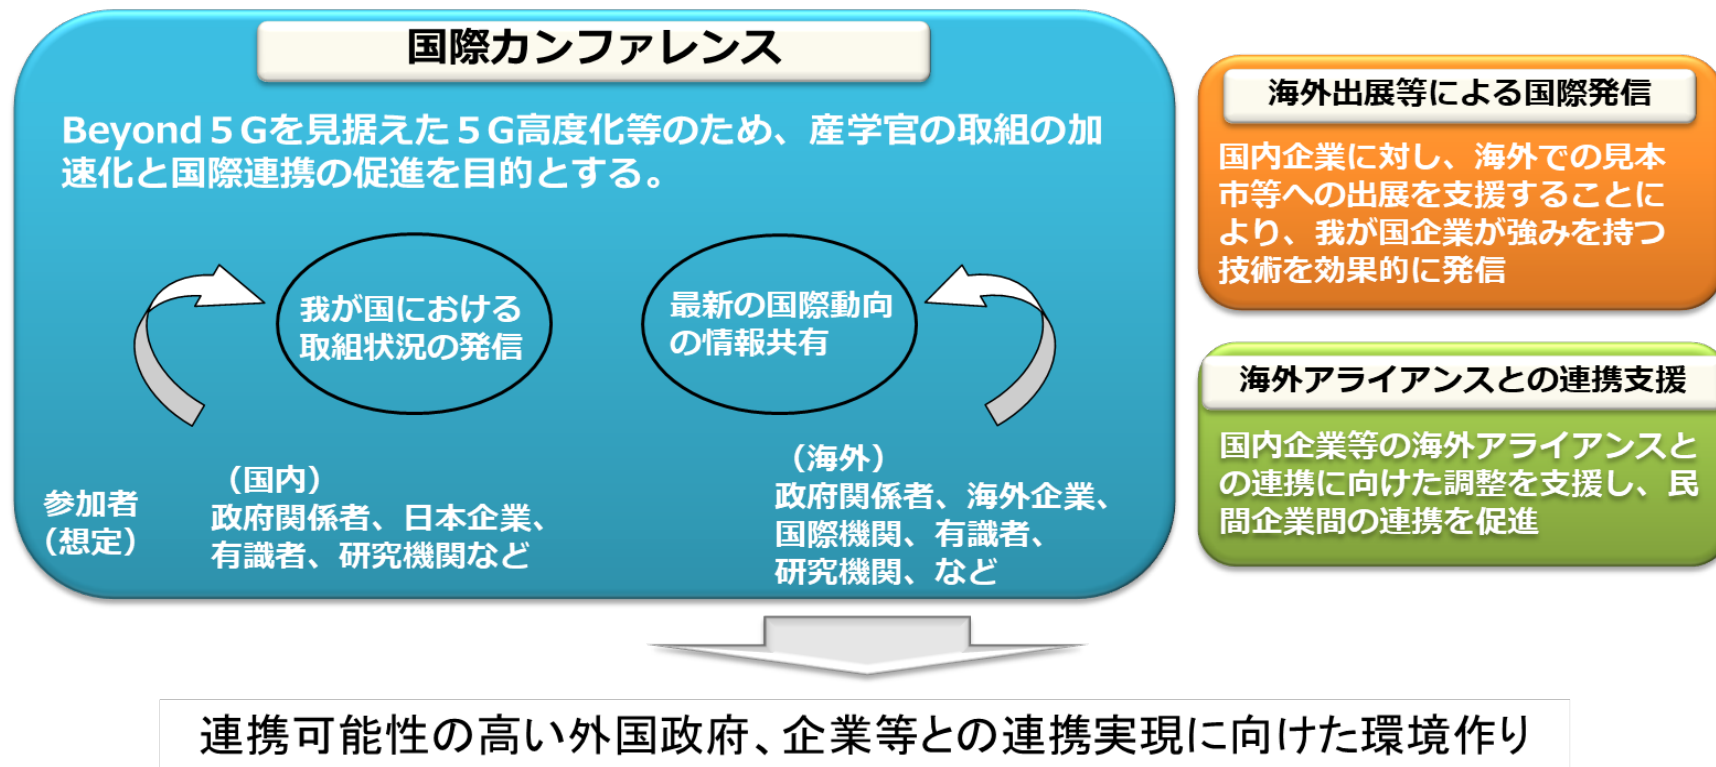 国際カンファレンス
Beyond５Gを見据えた５G高度化等のため、産学官の取組の加
速化と国際連携の促進を目的とする。
我が国における
取組状況の発信
最新の国際動向
の情報共有
参加者
（想定）
（国内）
政府関係者、日本企業、
有識者、研究機関など
（海外）
政府関係者、海外企業、
国際機関、有識者、
研究機関、など
海外出展等による国際発信
国内企業に対し、海外での見本
市等への出展を支援することに
より、我が国企業が強みを持つ
技術を効果的に発信
海外アライアンスとの連携支援
国内企業等の海外アライアンスと
の連携に向けた調整を支援し、民
間企業間の連携を促進
連携可能性の高い外国政府、企業等との連携実現に向けた環境作り